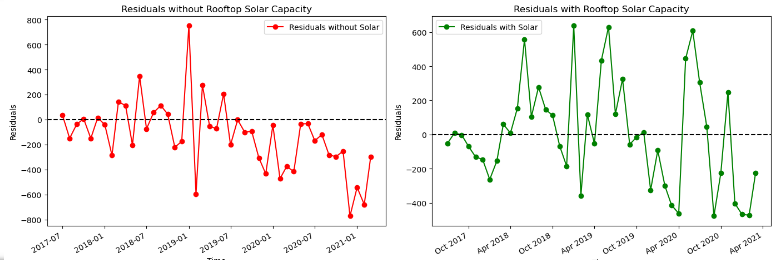 Residuals without Rooftop Solar Capacity
Residuals without Solar
Residuals
800
600
400
200
0
−200
−400
−600
−800
2017-07
2018-01
2018-07
2019-01
2019-07
2020-01
2020-07
2021-01
Time
Residuals with Rooftop Solar Capacity
Residuals with Solar
Residuals
600
400
200
0
−200
−400
Oct 2017
Apr 2018
Oct 2018
Apr 2019
Oct 2019
Apr 2020
Oct 2020
Apr 2021